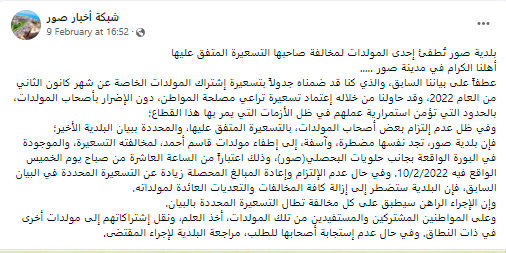 شبكة أخبار صور
9 February at 16:52 ·
بلدية صور تُطفئ إحدى المولدات لمخالفة صاحبها التسعيرة المتفق عليها
أهلنا الكرام في مدينة صور .....
عطفاً على بياننا السابق، والذي كنا قد ضمناه جدولاً بتسعيرة إشتراك المولدات الخاصة عن شهر كانون الثاني
من العام 2022، وقد حاولنا من خلاله إعتماد تسعيرة تراعي مصلحة المواطن، دون الإضرار بأصحاب المولدات،
بالحدود التي تؤمن استمرارية عملهم في ظل الأزمات التي يمر بها هذا القطاع؛
وفي ظل عدم إلتزام بعض أصحاب المولدات، بالتسعيرة المتفق عليها، والمحددة ببيان البلدية الأخير؛
فإن بلدية صور، تجد نفسها مضطرة، وآسفة، إلى إطفاء مولدات قاسم أحمد، لمخالفته التسعيرة، والموجودة
في البورة الواقعة بجانب حلويات البحصلي(صور)، وذلك اعتباراً من الساعة العاشرة من صباح يوم الخميس
الواقع فيه 10/2/2022. وفي حال عدم الإلتزام وإعادة المبالغ المحصلة زيادة عن التسعيرة المحددة في البيان
السابق، فإن البلدية ستضطر إلى إزالة كافة المخالفات والتعديات العائدة لمولداته.
وإن الإجراء الراهن سيطبق على كل مخالفة تطال التسعيرة المحددة بالبيان.
وعلى المواطنين المشتركين والمستفيدين من تلك المولدات، أخذ العلم، ونقل إشتراكاتهم إلى مولدات أخرى
في ذات النطاق. وفي حال عدم إستجابة أصحابها للطلب، مراجعة البلدية لإجراء المقتضى.